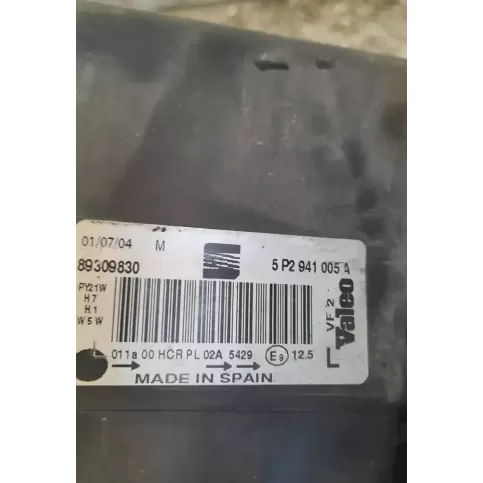 01/07/04 M
89309830 5 P2 941 005 A
PY21W
H7
H1
W5W
VF 2
Valeo
L
011a 00 HCR PL 02A 5429 E9 12.5
MADE IN SPAIN